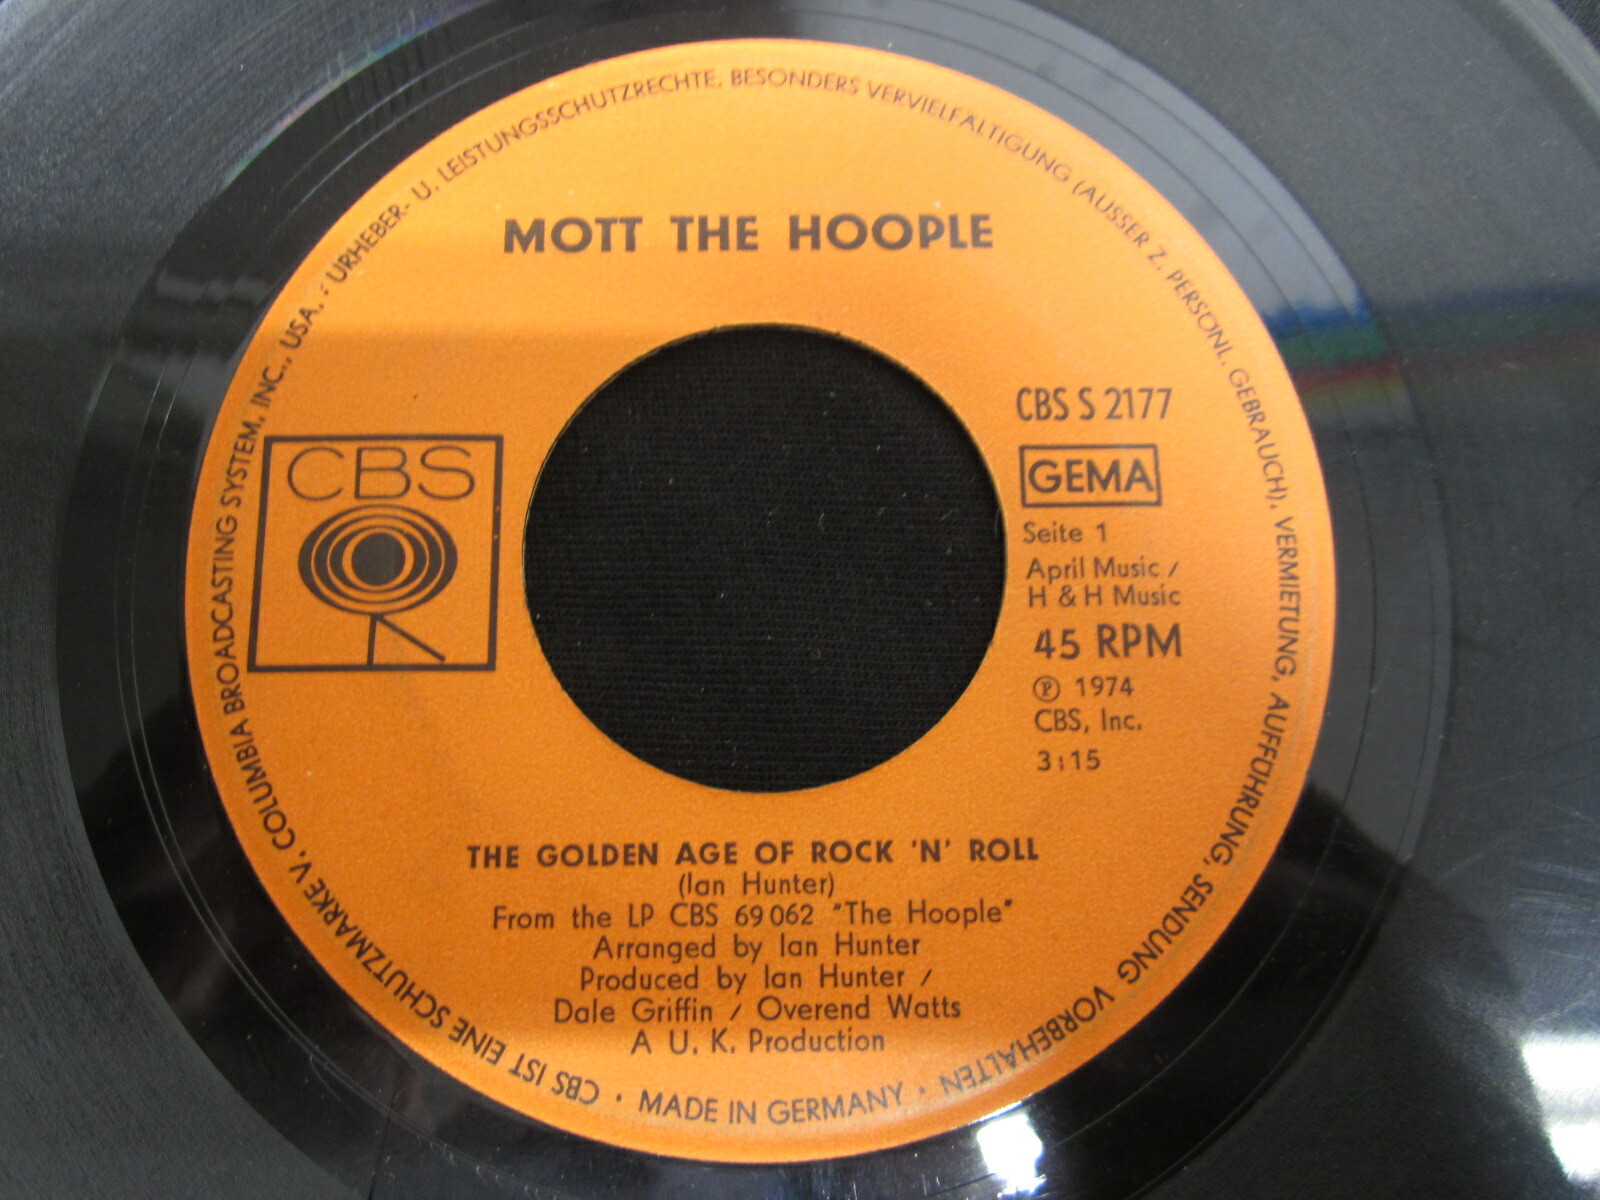 MOTT THE HOOPLE
CBS
CBS S 2177
GEMA
Seite 1
April Music /
H & H Music
45 RPM
℗ 1974
CBS, Inc.
3:15
THE GOLDEN AGE OF ROCK 'N' ROLL
(Ian Hunter)
From the LP CBS 69 062 "The Hoople"
Arranged by Ian Hunter
Produced by Ian Hunter /
Dale Griffin / Overend Watts
A U. K. Production
CBS IST EINE SCHUTZMARKE V. COLUMBIA BROADCASTING SYSTEM, INC., USA. : URHEBER- U. LEISTUNGSSCHUTZRECHTE, BESONDERS VERVIELFÄLTIGUNG (AUSSER Z. PERSÖNL. GEBRAUCH), VERMIETUNG, AUFFÜHRUNG, SENDUNG VORBEHALTEN · MADE IN GERMANY ·